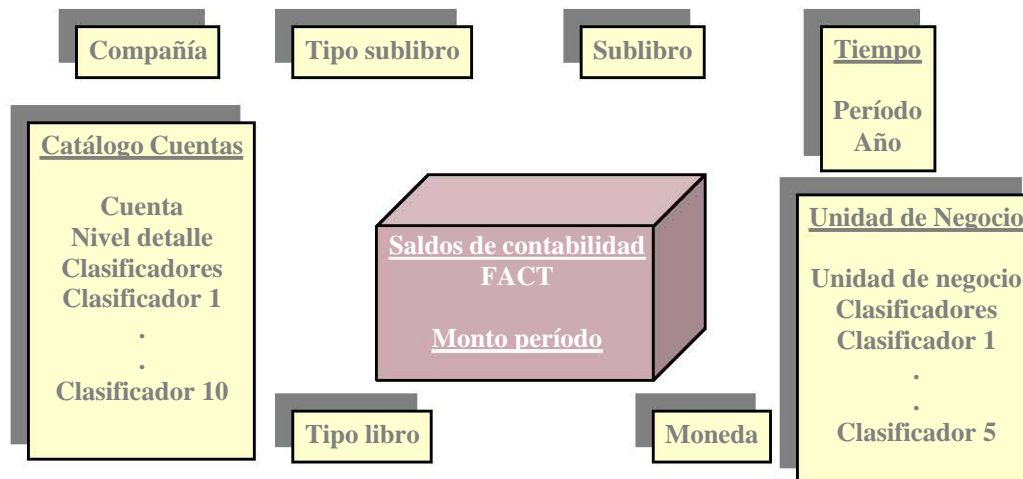 Compañía
Tipo sublibro
Sublibro
Tiempo
Período
Año
Catálogo Cuentas
Cuenta
Nivel detalle
Clasificadores
Clasificador 1
.
.
Clasificador 10
Saldos de contabilidad
FACT
Monto período
Unidad de Negocio
Unidad de negocio
Clasificadores
Clasificador 1
.
.
Clasificador 5
Tipo libro
Moneda